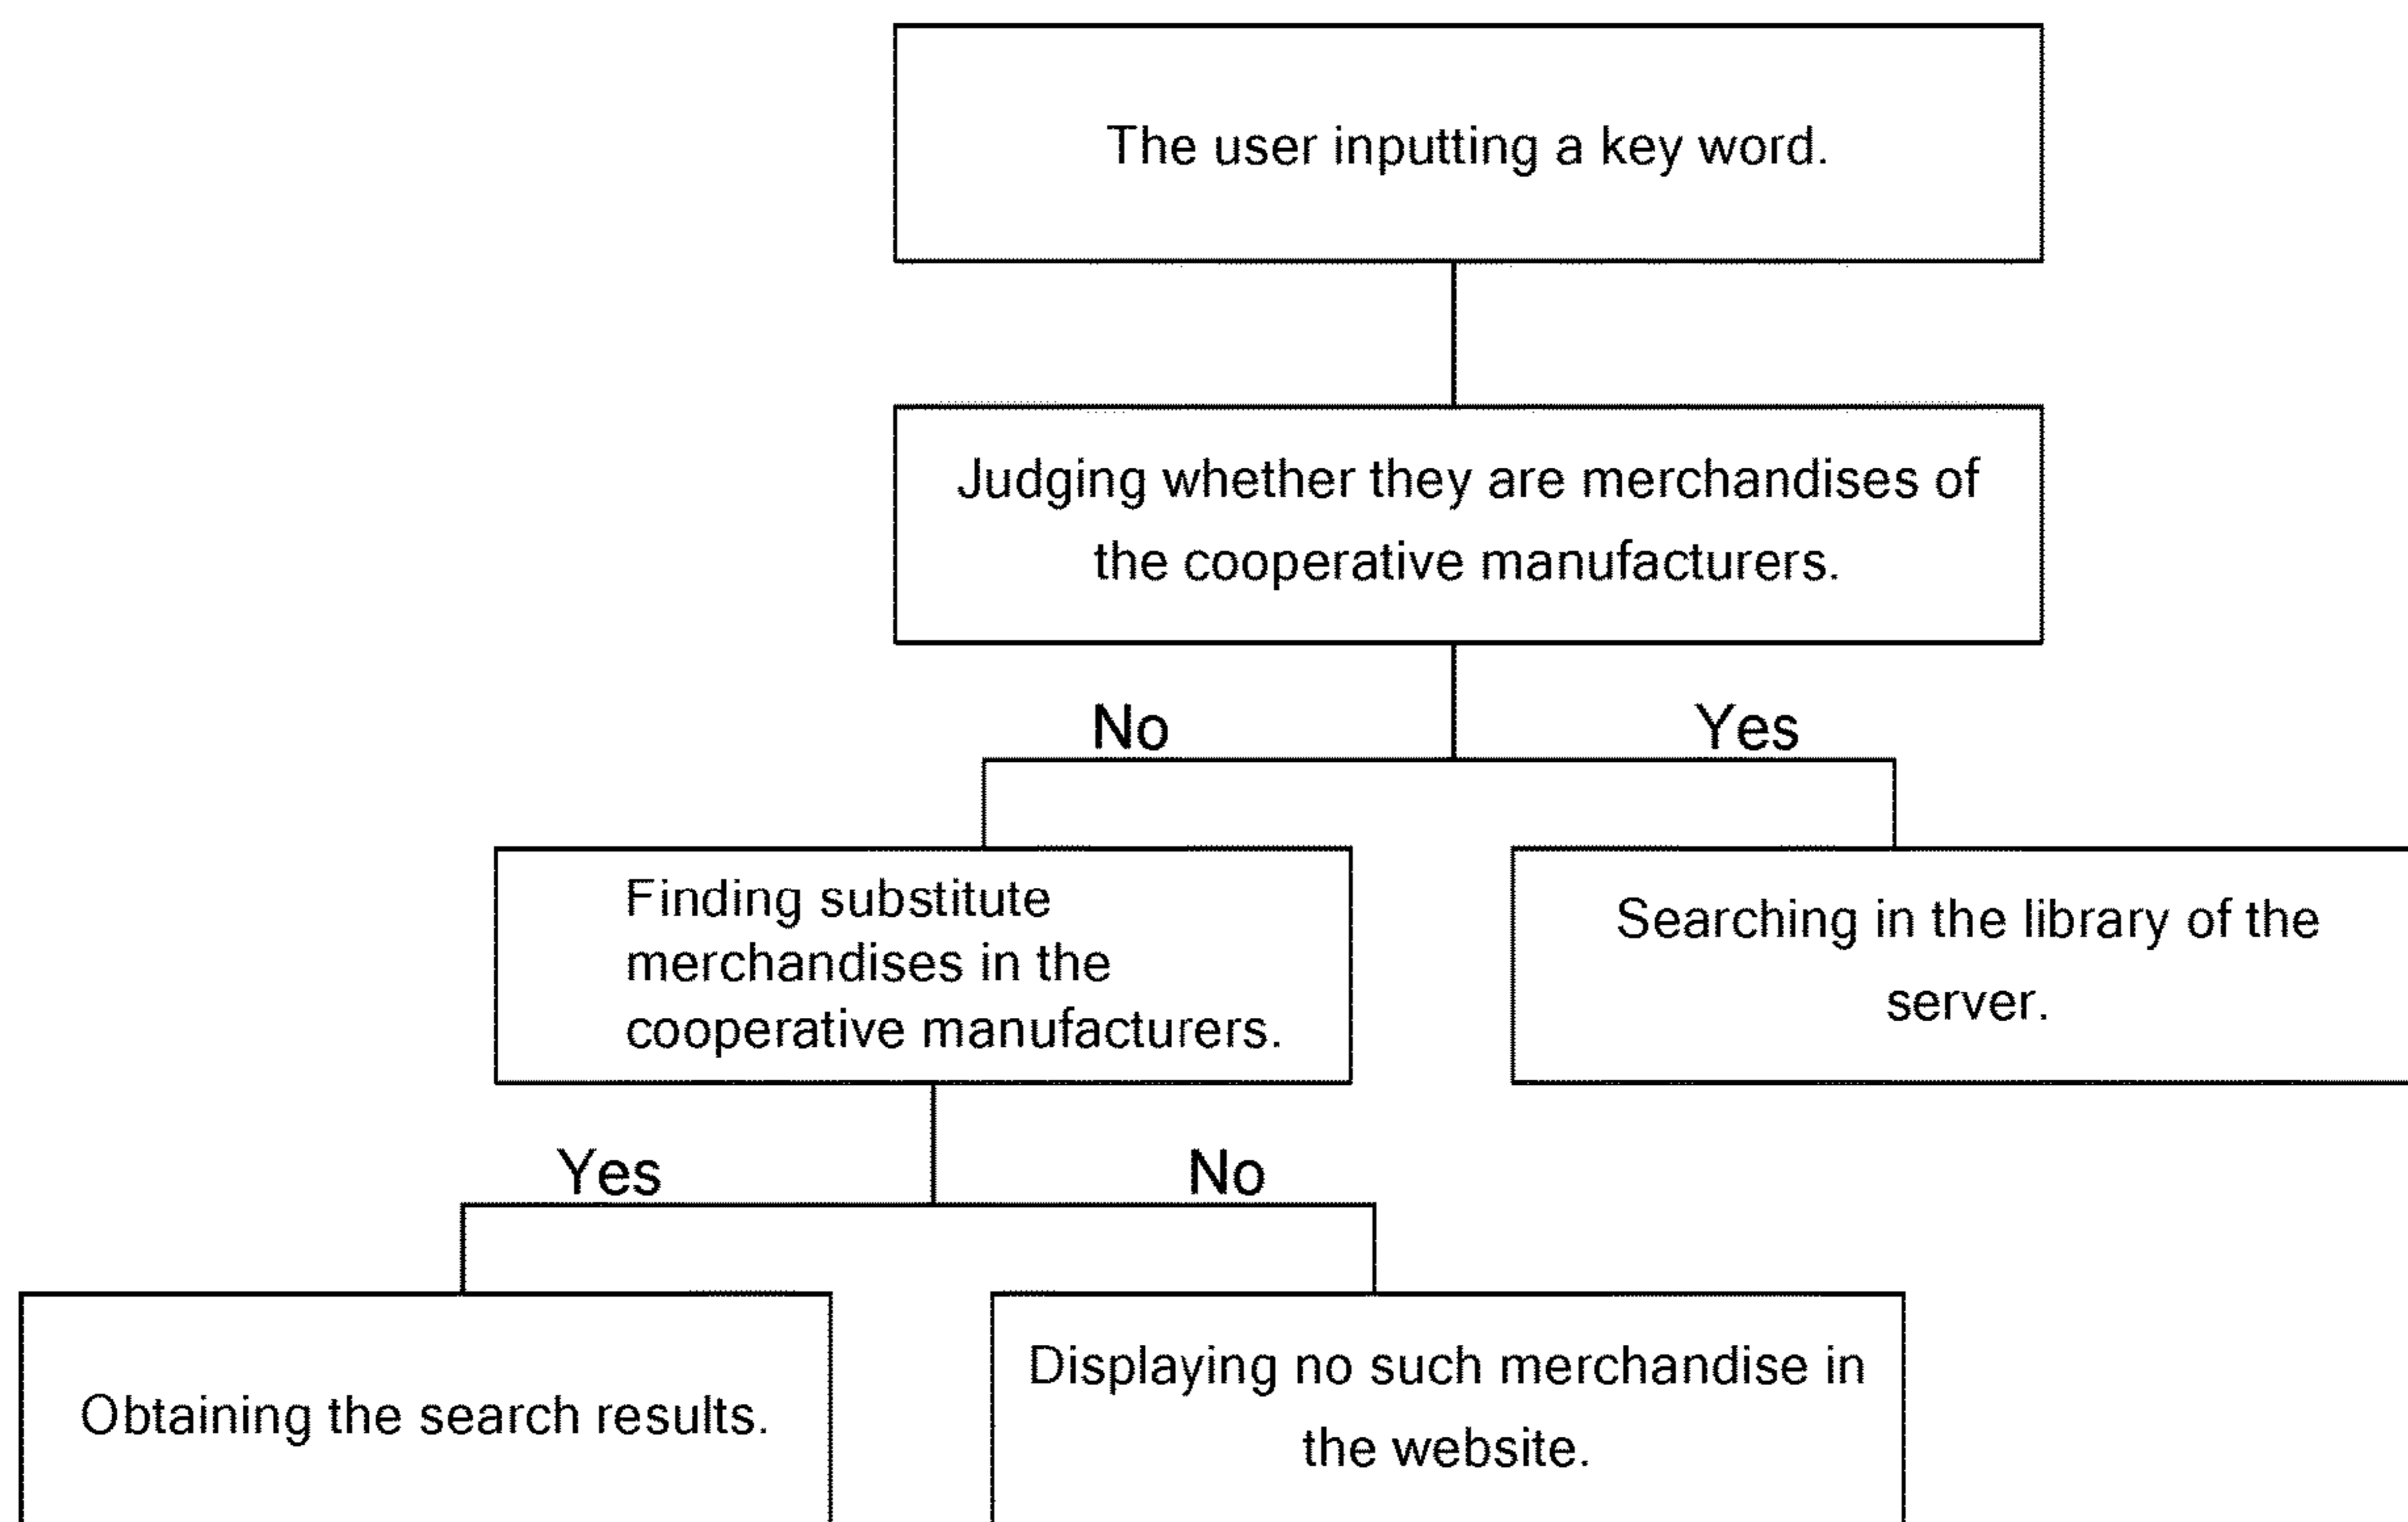 The user inputting a key word.
Judging whether they are merchandises of
the cooperative manufacturers.
No
Yes
Finding substitute
merchandises in the
cooperative manufacturers.
Searching in the library of the
server.
Yes
No
Obtaining the search results.
Displaying no such merchandise in
the website.